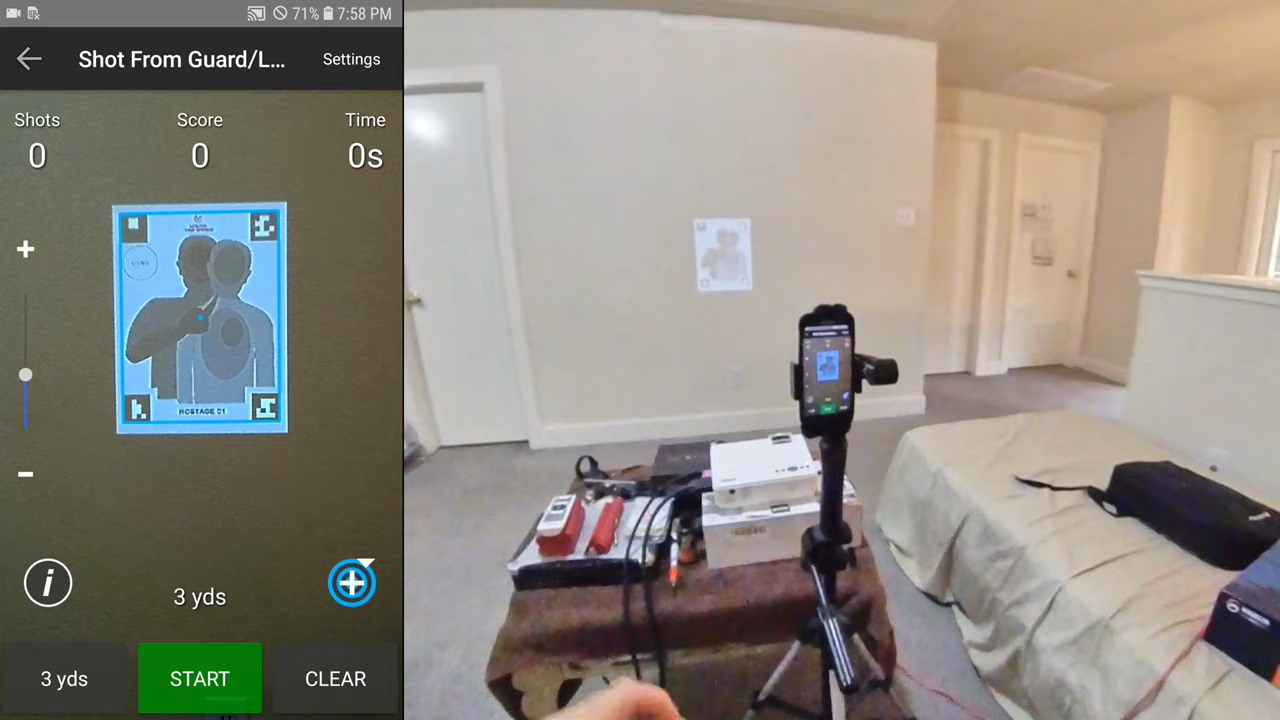 71% 7:58 PM
Shot From Guard/L...
Settings
Shots
Score
Time
0
0
0s
+
HOSTAGE 01
-
i
3 yds
3 yds
START
CLEAR